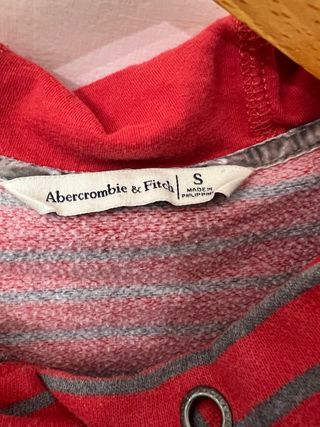 Abercrombie & Fitch
S
MADE IN
PHILIPPINES